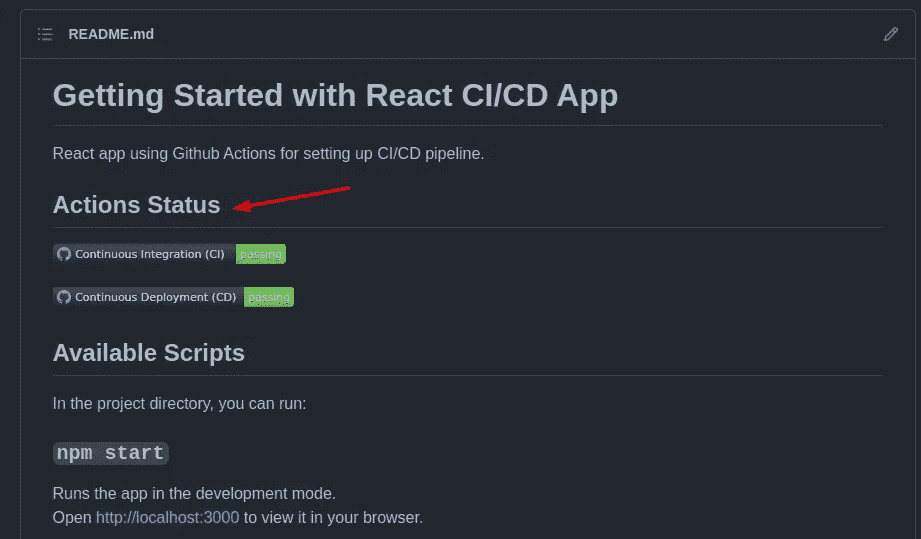 README.md
Getting Started with React CI/CD App
React app using Github Actions for setting up CI/CD pipeline.
Actions Status
Continuous Integration (CI) passing
Continuous Deployment (CD) passing
Available Scripts
In the project directory, you can run:
npm start
Runs the app in the development mode.
Open http://localhost:3000 to view it in your browser.